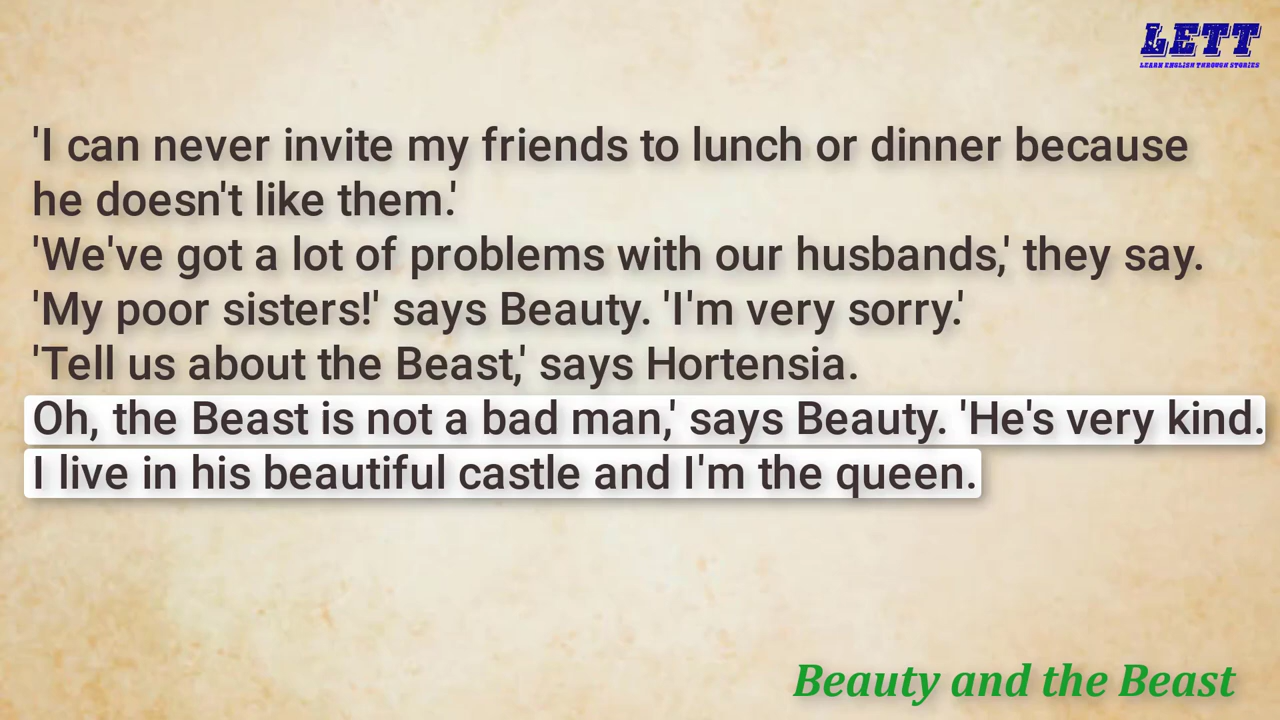 LETT
LEARN ENGLISH THROUGH STORIES
'I can never invite my friends to lunch or dinner because
he doesn't like them.'
'We've got a lot of problems with our husbands,' they say.
'My poor sisters!' says Beauty. 'I'm very sorry.'
'Tell us about the Beast,' says Hortensia.
Oh, the Beast is not a bad man,' says Beauty. 'He's very kind.
I live in his beautiful castle and I'm the queen.
Beauty and the Beast